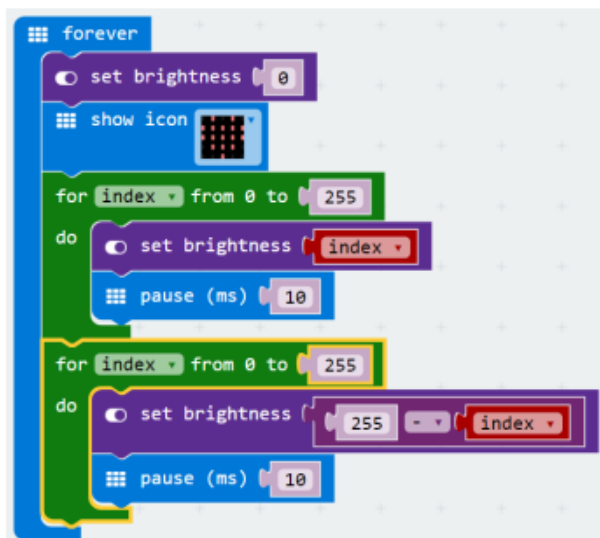 forever
set brightness 0
show icon
for index from 0 to 255
do set brightness index
pause (ms) 10
for index from 0 to 255
do set brightness 255 - index
pause (ms) 10